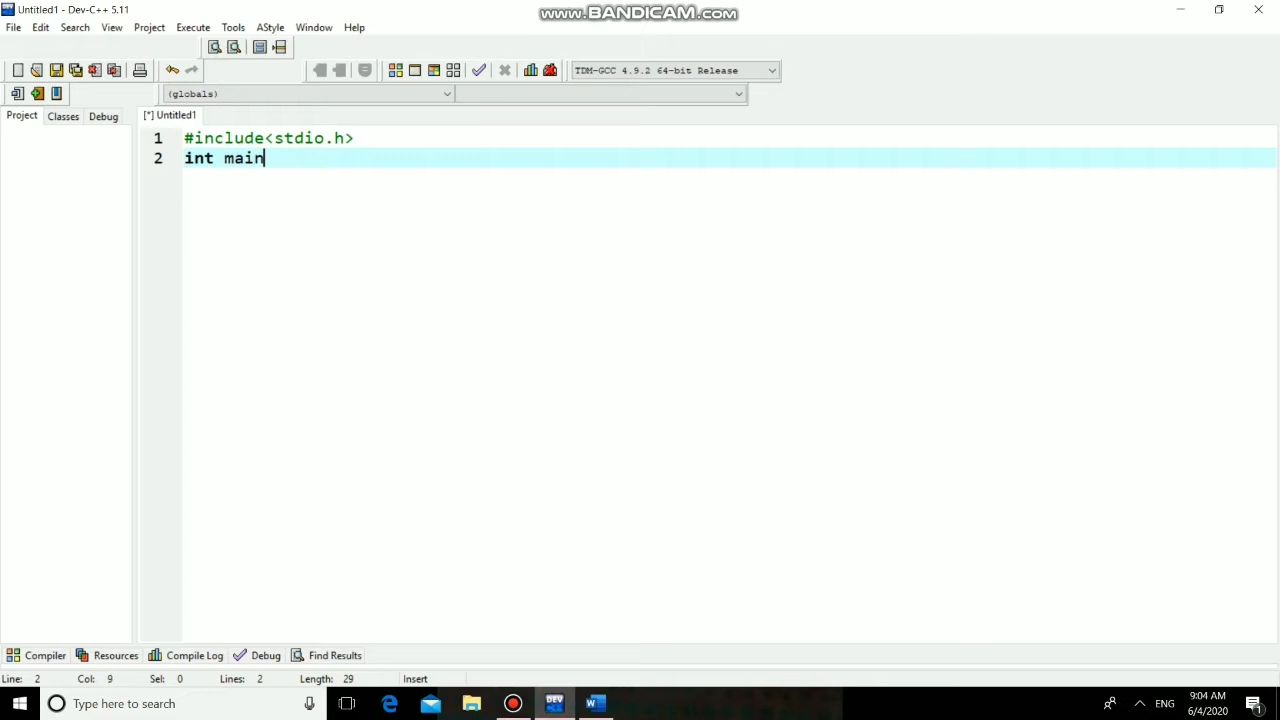 Untitled1 - Dev-C++ 5.11
www.BANDICAM.com
File Edit Search View Project Execute Tools AStyle Window Help
TDM-GCC 4.9.2 64-bit Release
(globals)
Project Classes Debug
[*] Untitled1
1 #include<stdio.h>
2 int main
Compiler Resources Compile Log Debug Find Results
Line: 2 Col: 9 Sel: 0 Lines: 2 Length: 29 Insert
Type here to search
DEV
W
ENG
9:04 AM
6/4/2020
1